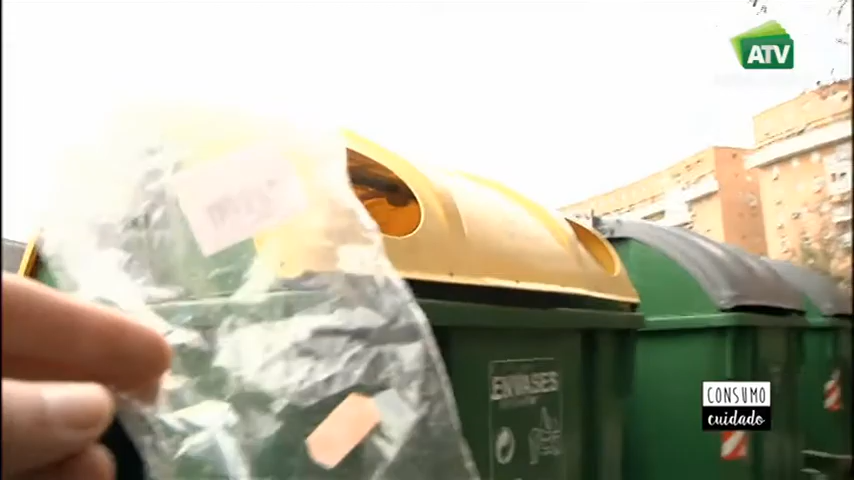 ATV
ENVASES
CONSUMO
cuidado